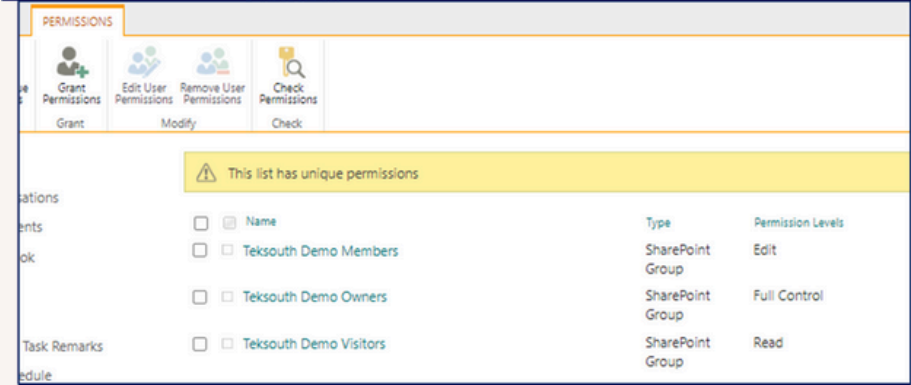 PERMISSIONS
Grant Permissions
Edit User Permissions
Remove User Permissions
Check Permissions
Grant
Modify
Check
This list has unique permissions
Name Type Permission Levels
Teksouth Demo Members SharePoint Group Edit
Teksouth Demo Owners SharePoint Group Full Control
Teksouth Demo Visitors SharePoint Group Read
Task Remarks